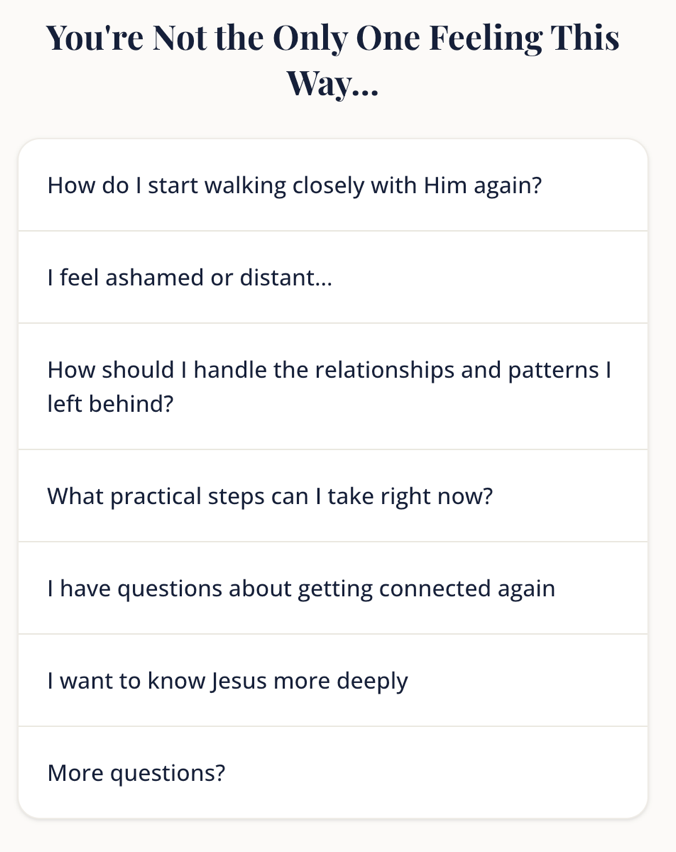 You're Not the Only One Feeling This
Way...
How do I start walking closely with Him again?
I feel ashamed or distant...
How should I handle the relationships and patterns I
left behind?
What practical steps can I take right now?
I have questions about getting connected again
I want to know Jesus more deeply
More questions?